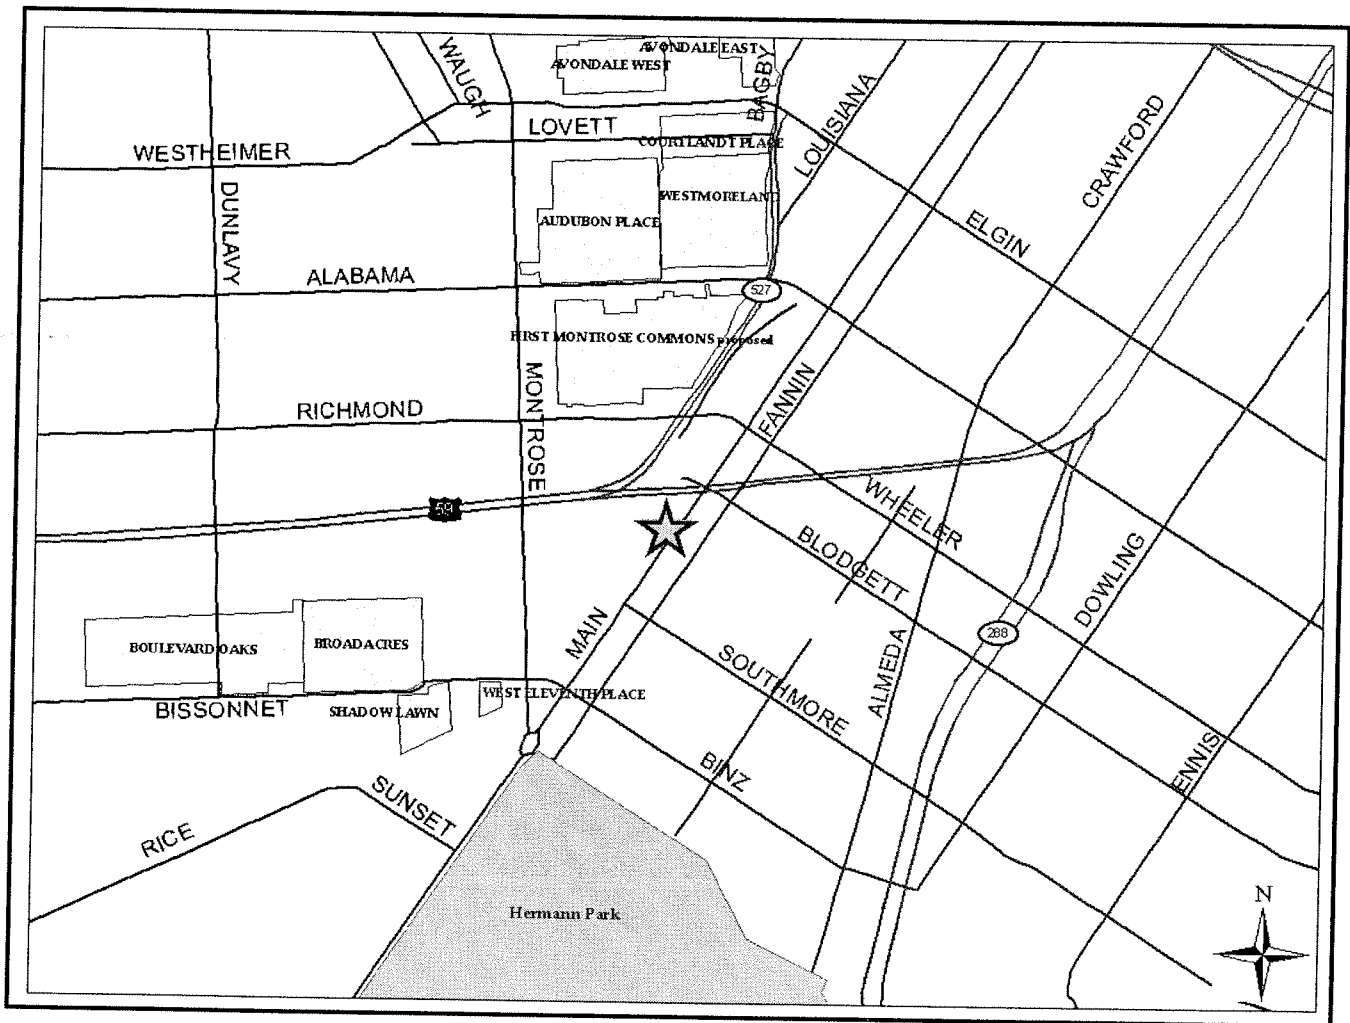 AVONDALE EAST
AVONDALE WEST
WAUGH
BAGBY
LOUISIANA
CRAWFORD
LOVETT
COURTLANDT PLACE
WESTHEIMER
DUNLAVY
WESTMORELAND
AUDUBON PLACE
ELGIN
ALABAMA
527
FIRST MONTROSE COMMONS proposed
MONTROSE
FANNIN
RICHMOND
59
WHEELER
BLODGETT
DOWLING
MAIN
288
BOULEVARD OAKS
BROADACRES
SOUTHMORE
ALMEDA
WEST ELEVENTH PLACE
BISSONNET
SHADOW LAWN
ENNIS
BINZ
SUNSET
RICE
Hermann Park
N